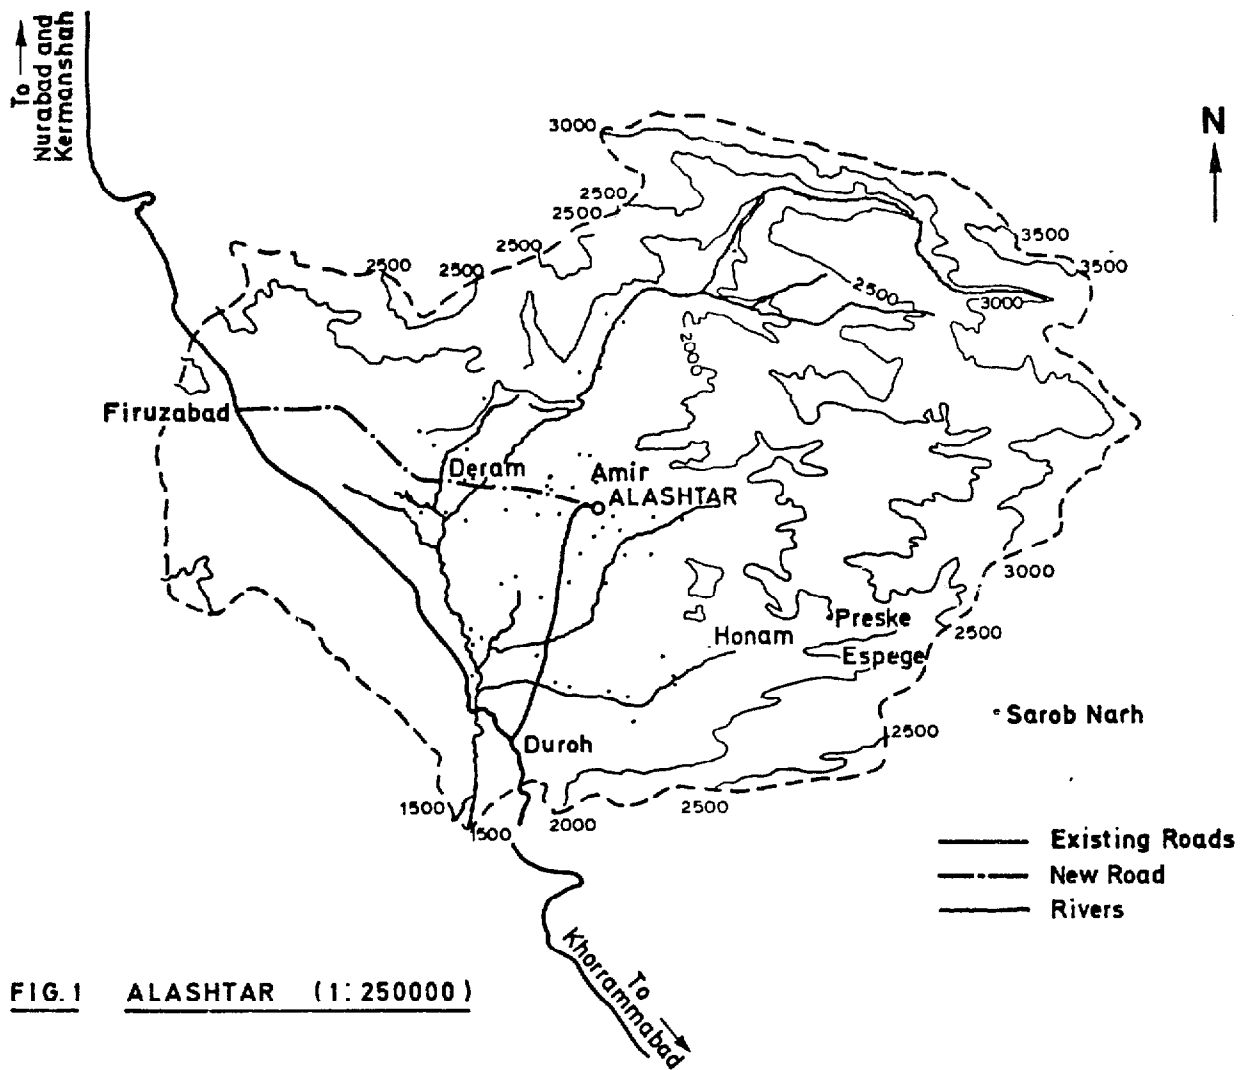 To
Nurabad and
Kermanshah
N
3000
2500
2500
2500
2500
2500
3500
3500
2500
3000
2000
Firuzabad
Deram
Amir
ALASHTAR
3000
Preske
2500
Honam
Espege
Sarob Narh
2500
Duroh
1500
1500
2000
2500
Existing Roads
New Road
Rivers
To
Khorrammabad
FIG.1 ALASHTAR (1:250000)